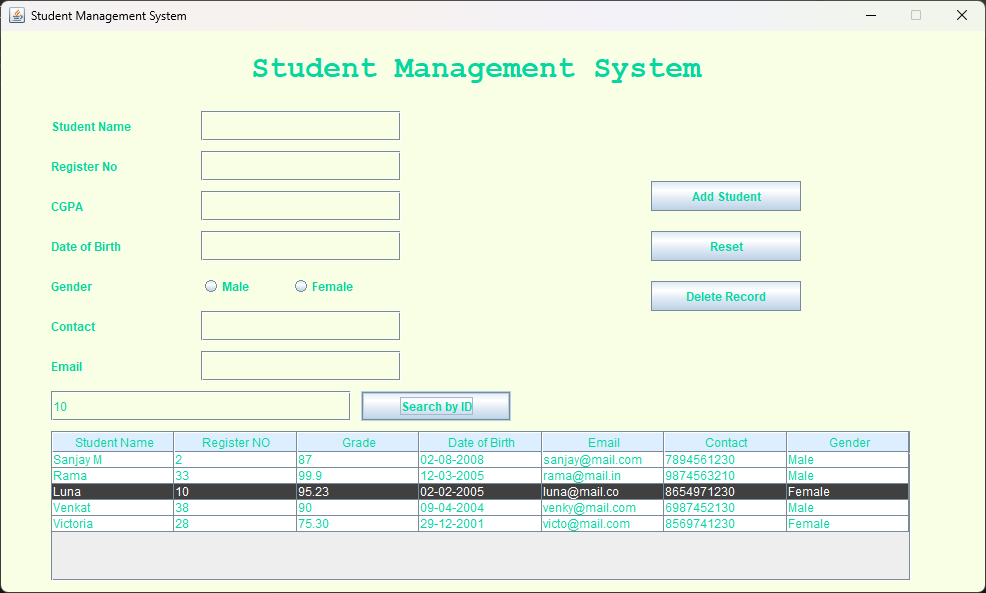 Student Management System
Student Management System
Student Name
Register No
CGPA
Add Student
Date of Birth
Reset
Gender Male Female
Delete Record
Contact
Email
10 Search by ID
Student Name Register NO Grade Date of Birth Email Contact Gender
Sanjay M 2 87 02-08-2008 sanjay@mail.com 7894561230 Male
Rama 33 99.9 12-03-2005 rama@mail.in 9874563210 Male
Luna 10 95.23 02-02-2005 luna@mail.co 8654971230 Female
Venkat 38 90 09-04-2004 venky@mail.com 6987452130 Male
Victoria 28 75.30 29-12-2001 victo@mail.com 8569741230 Female